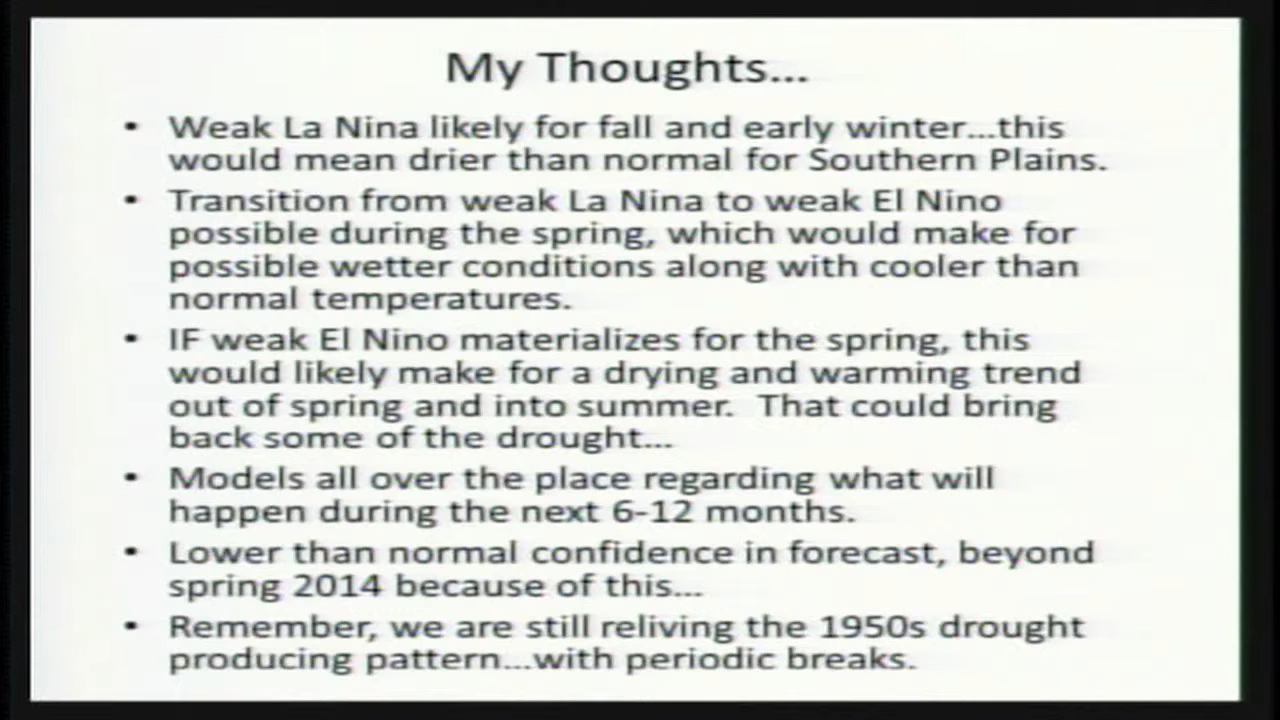 My Thoughts...
• Weak La Nina likely for fall and early winter...this
would mean drier than normal for Southern Plains.
• Transition from weak La Nina to weak El Nino
possible during the spring, which would make for
possible wetter conditions along with cooler than
normal temperatures.
• IF weak El Nino materializes for the spring, this
would likely make for a drying and warming trend
out of spring and into summer.  That could bring
back some of the drought...
• Models all over the place regarding what will
happen during the next 6-12 months.
• Lower than normal confidence in forecast, beyond
spring 2014 because of this...
• Remember, we are still reliving the 1950s drought
producing pattern...with periodic breaks.